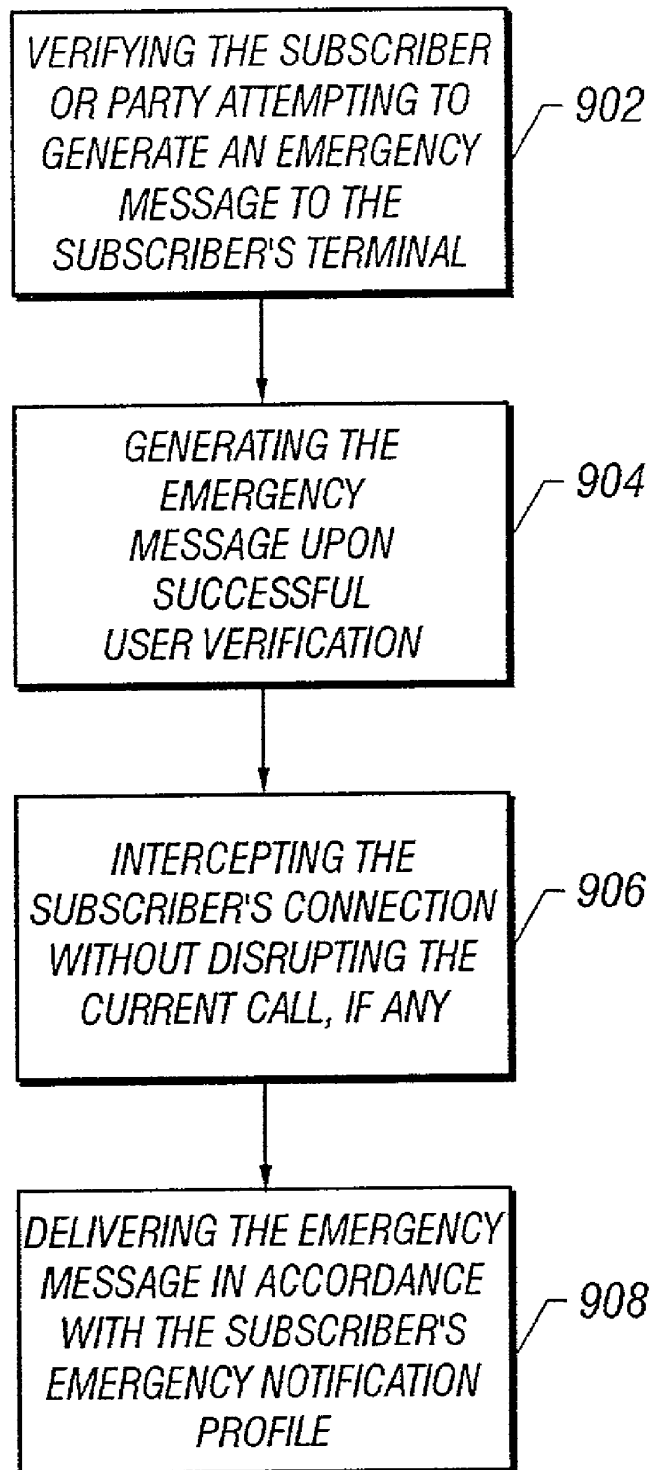 VERIFYING THE SUBSCRIBER
OR PARTY ATTEMPTING TO
GENERATE AN EMERGENCY
MESSAGE TO THE
SUBSCRIBER'S TERMINAL
902
GENERATING THE
EMERGENCY
MESSAGE UPON
SUCCESSFUL
USER VERIFICATION
904
INTERCEPTING THE
SUBSCRIBER'S CONNECTION
WITHOUT DISRUPTING THE
CURRENT CALL, IF ANY
906
DELIVERING THE EMERGENCY
MESSAGE IN ACCORDANCE
WITH THE SUBSCRIBER'S
EMERGENCY NOTIFICATION
PROFILE
908